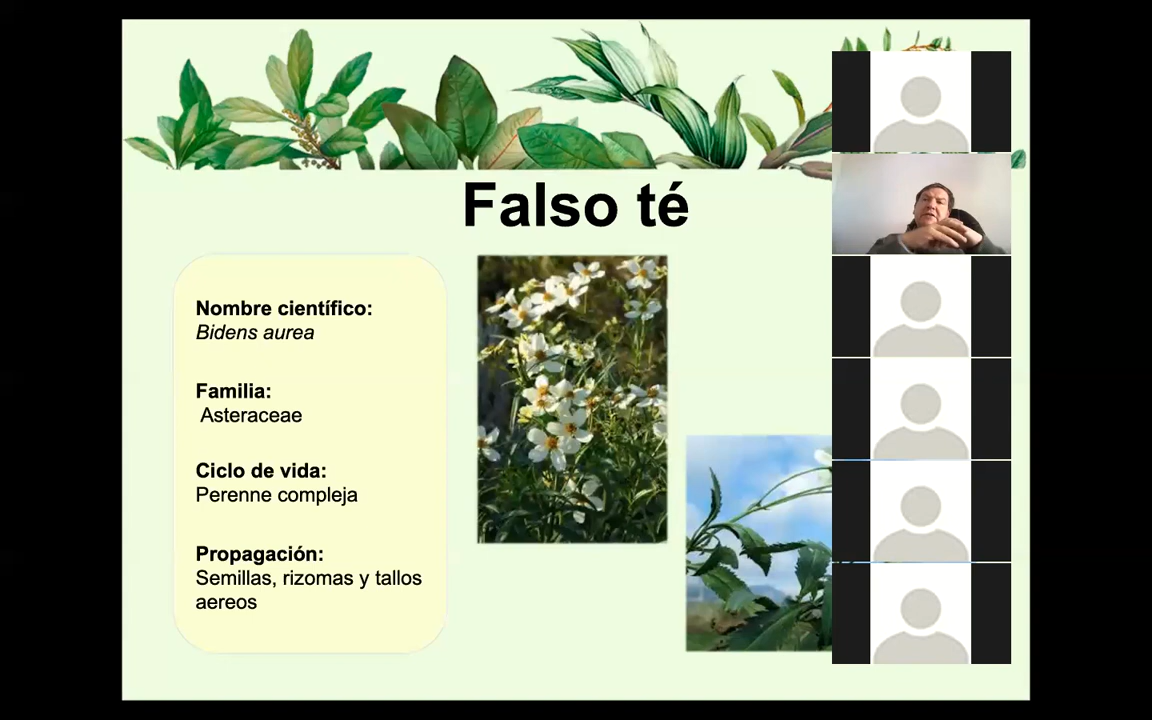 Falso té
Nombre científico:
Bidens aurea
Familia:
Asteraceae
Ciclo de vida:
Perenne compleja
Propagación:
Semillas, rizomas y tallos
aereos